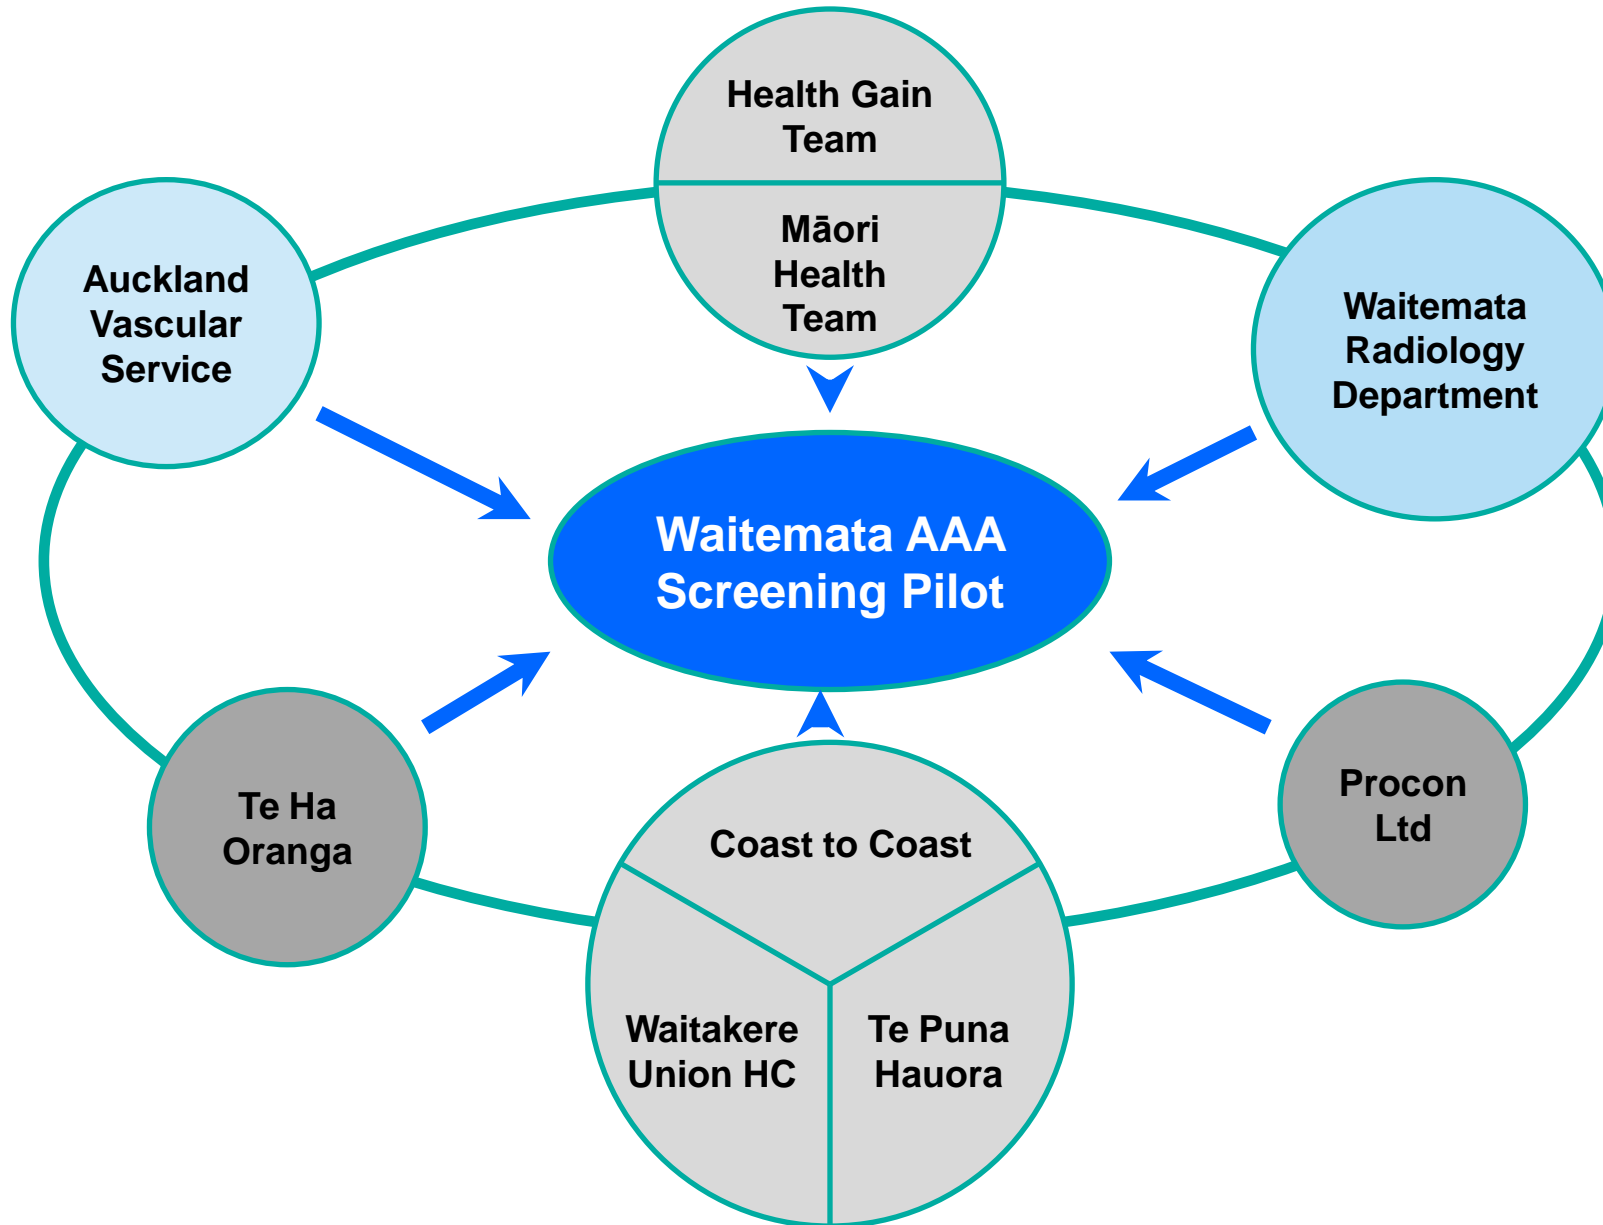 Health Gain
Team
Māori
Health
Team
Auckland
Vascular
Service
Waitemata
Radiology
Department
Waitemata AAA
Screening Pilot
Te Ha
Oranga
Procon
Ltd
Coast to Coast
Waitakere
Union HC
Te Puna
Hauora